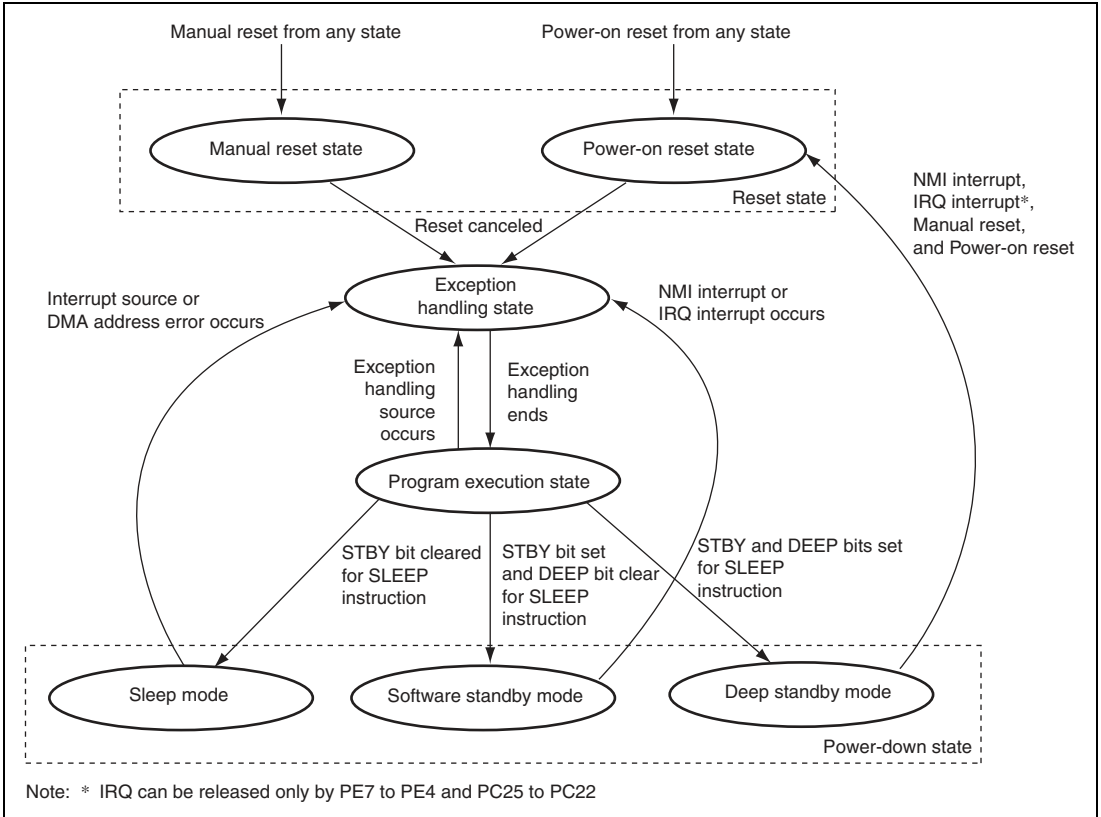 Manual reset from any state
Power-on reset from any state
Manual reset state
Power-on reset state
Reset state
NMI interrupt,
IRQ interrupt*,
Manual reset,
and Power-on reset
Reset canceled
Exception
handling state
Interrupt source or
DMA address error occurs
NMI interrupt or
IRQ interrupt occurs
Exception
handling
source
occurs
Exception
handling
ends
Program execution state
STBY bit cleared
for SLEEP
instruction
STBY bit set
and DEEP bit clear
for SLEEP
instruction
STBY and DEEP bits set
for SLEEP
instruction
Sleep mode
Software standby mode
Deep standby mode
Power-down state
Note: * IRQ can be released only by PE7 to PE4 and PC25 to PC22